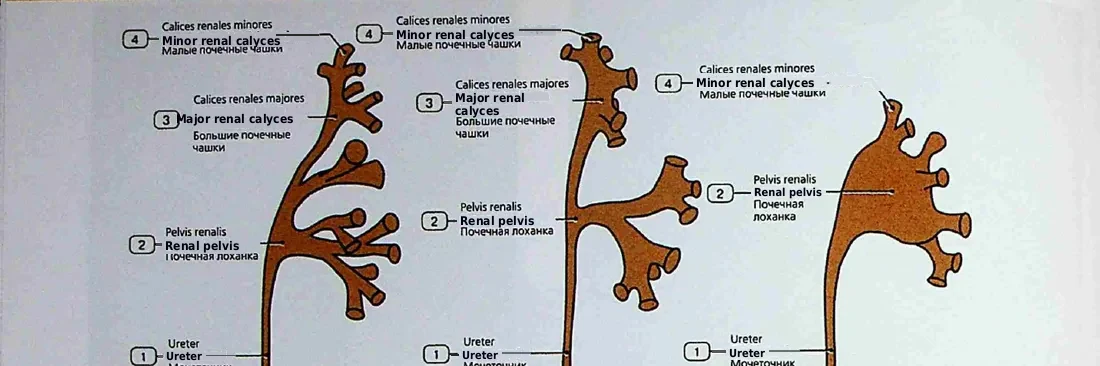 Calices renales minores
4 Minor renal calyces
Малые почечные чашки
Calices renales majores
3 Major renal calyces
Большие почечные
чашки
Pelvis renalis
2 Renal pelvis
Почечная лоханка
Ureter
1 Ureter
Мочеточник
Calices renales minores
4 Minor renal calyces
Малые почечные чашки
Calices renales majores
3 Major renal
calyces
Большие почечные
чашки
Pelvis renalis
2 Renal pelvis
Почечная лоханка
Ureter
1 Ureter
Мочеточник
Calices renales minores
4 Minor renal calyces
Малые почечные чашки
Pelvis renalis
2 Renal pelvis
Почечная
лоханка
Ureter
1 Ureter
Мочеточник